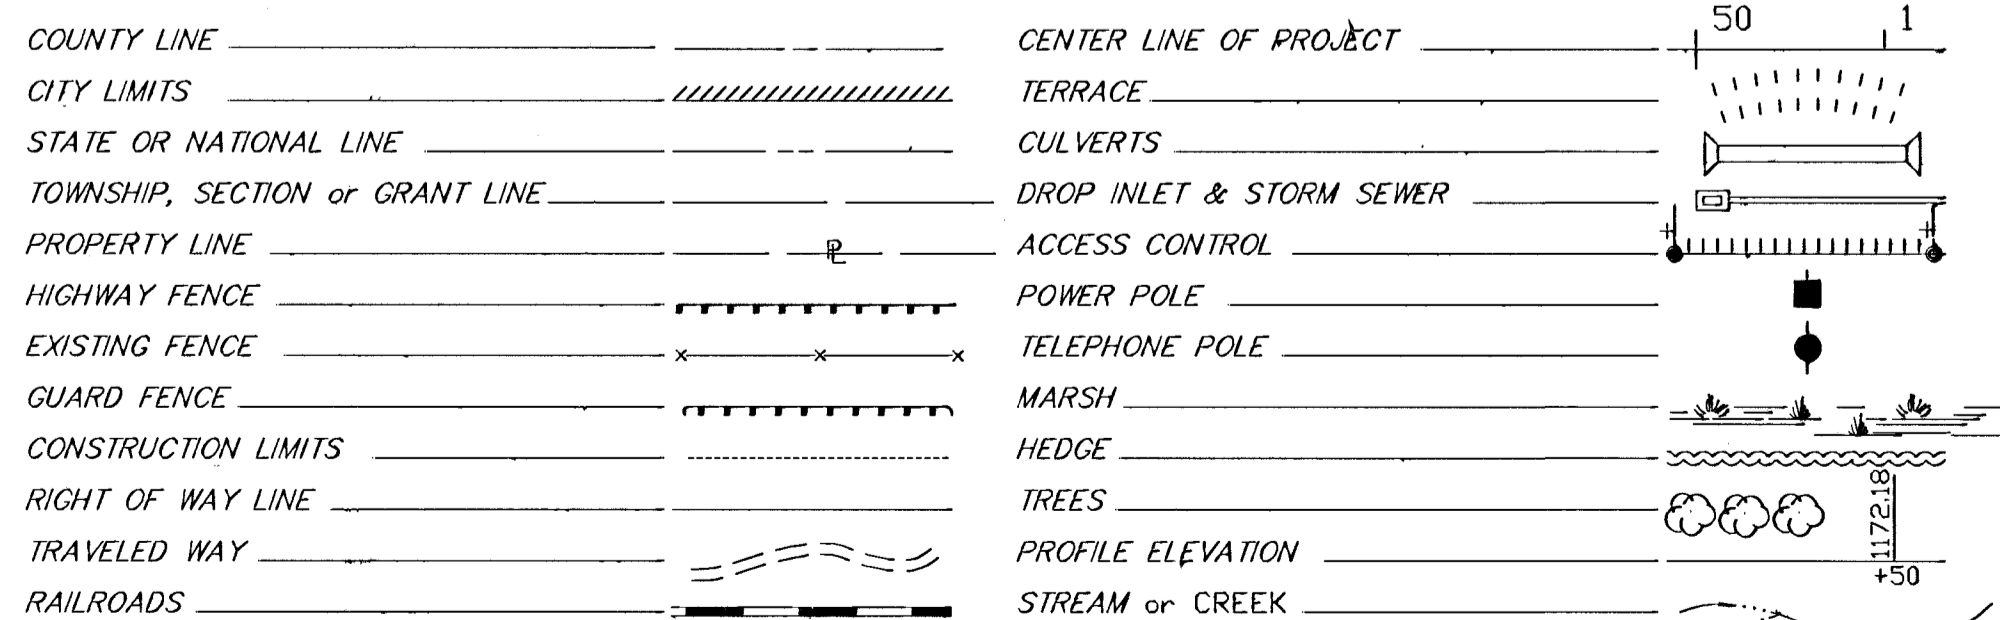 COUNTY LINE
CITY LIMITS
STATE OR NATIONAL LINE
TOWNSHIP, SECTION or GRANT LINE
PROPERTY LINE PL
HIGHWAY FENCE
EXISTING FENCE
GUARD FENCE
CONSTRUCTION LIMITS
RIGHT OF WAY LINE
TRAVELED WAY
RAILROADS
CENTER LINE OF PROJECT 50 1
TERRACE
CULVERTS
DROP INLET & STORM SEWER
ACCESS CONTROL
POWER POLE
TELEPHONE POLE
MARSH
HEDGE
TREES
PROFILE ELEVATION 1172.18
+50
STREAM or CREEK